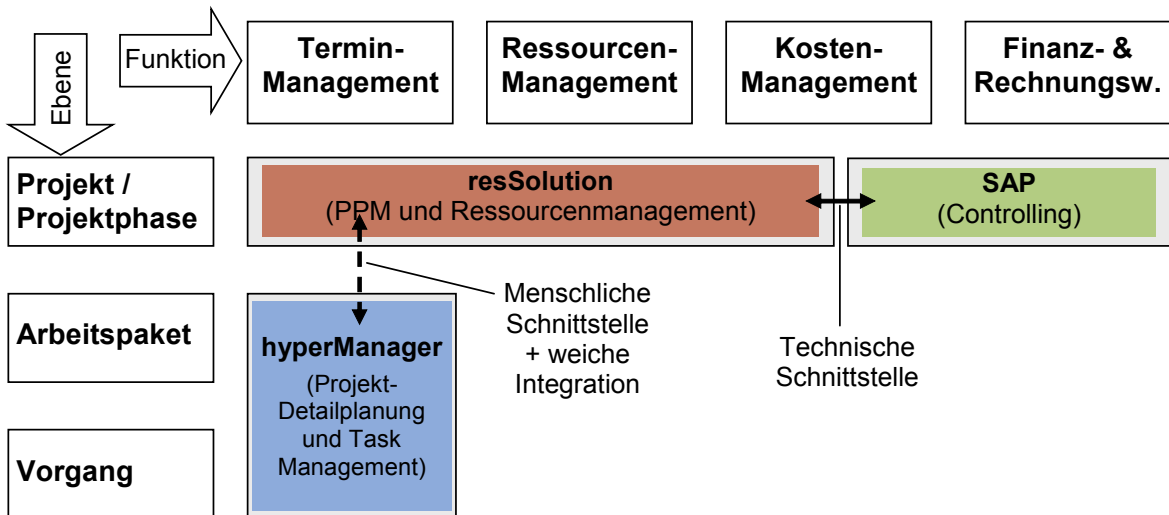 Ebene
Funktion
Termin-
Management
Ressourcen-
Management
Kosten-
Management
Finanz- &
Rechnungsw.
Projekt /
Projektphase
resSolution
(PPM und Ressourcenmanagement)
SAP
(Controlling)
Menschliche
Schnittstelle
+ weiche
Integration
Technische
Schnittstelle
Arbeitspaket
hyperManager
(Projekt-
Detailplanung
und Task
Management)
Vorgang